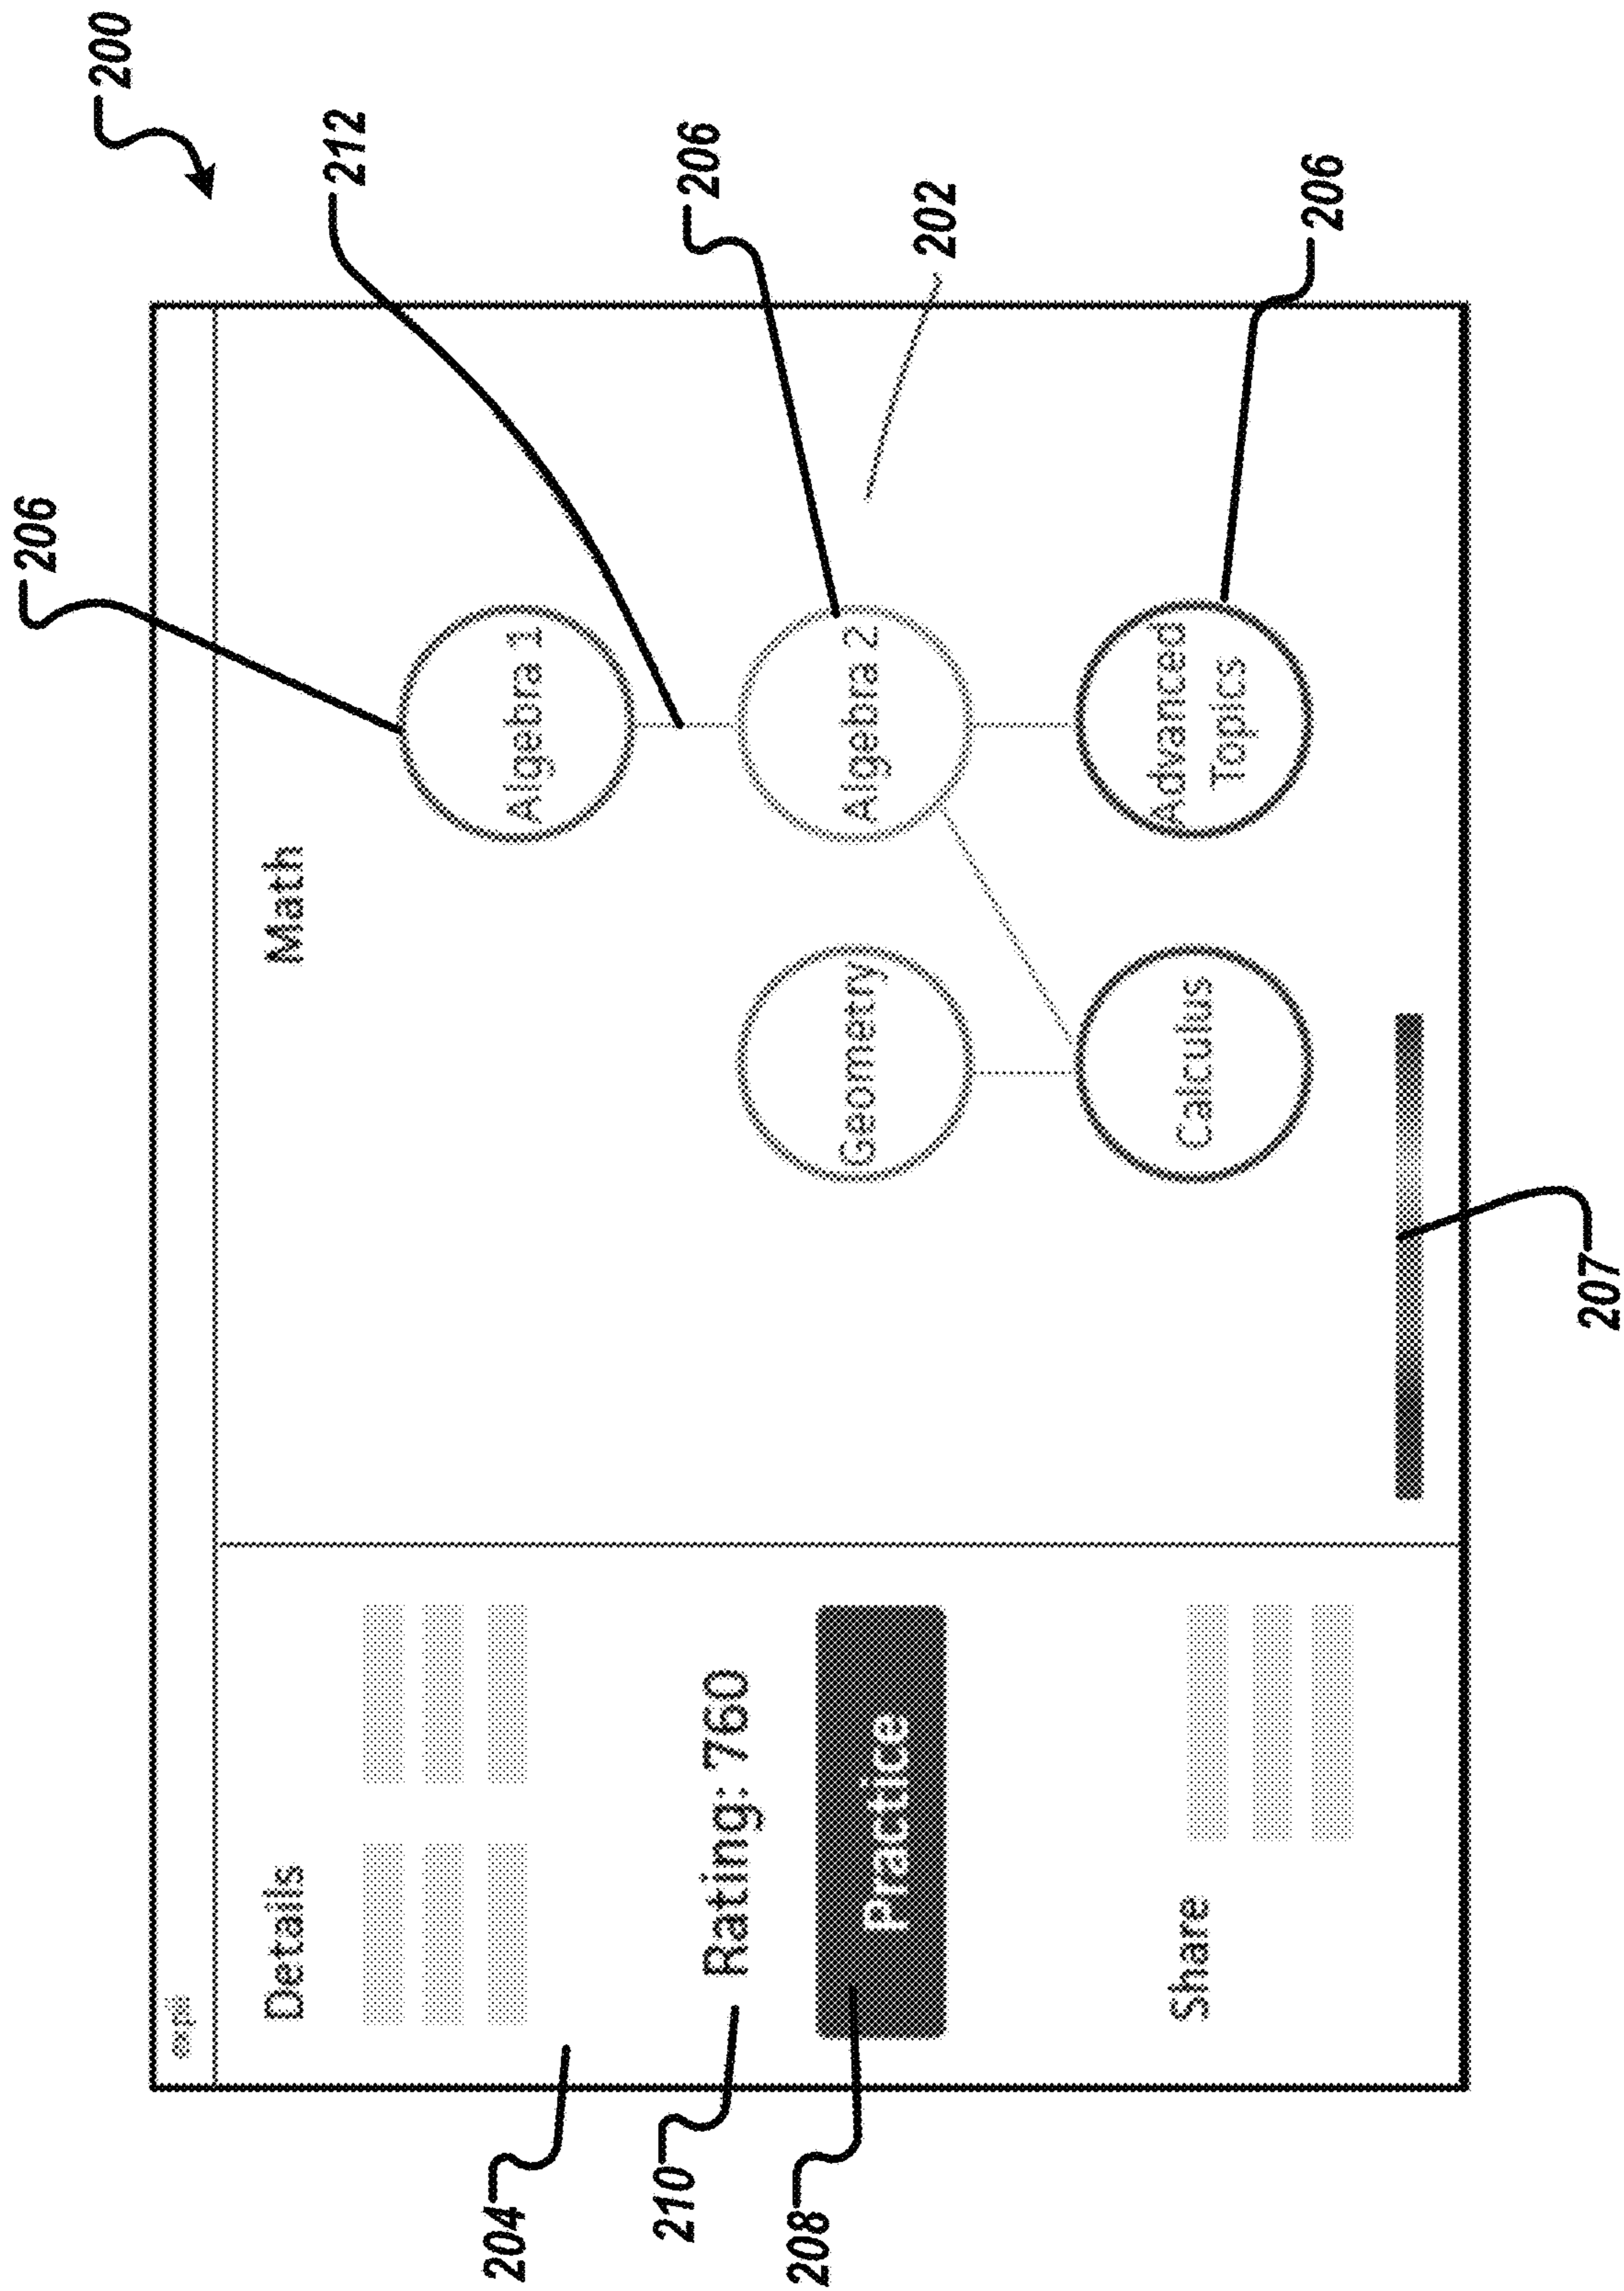 200
206
212
206
202
206
expi
Details
Math
Algebra 1
204
210
Rating: 760
208
Practice
Geometry
Algebra 2
Share
Calculus
Advanced
Topics
207